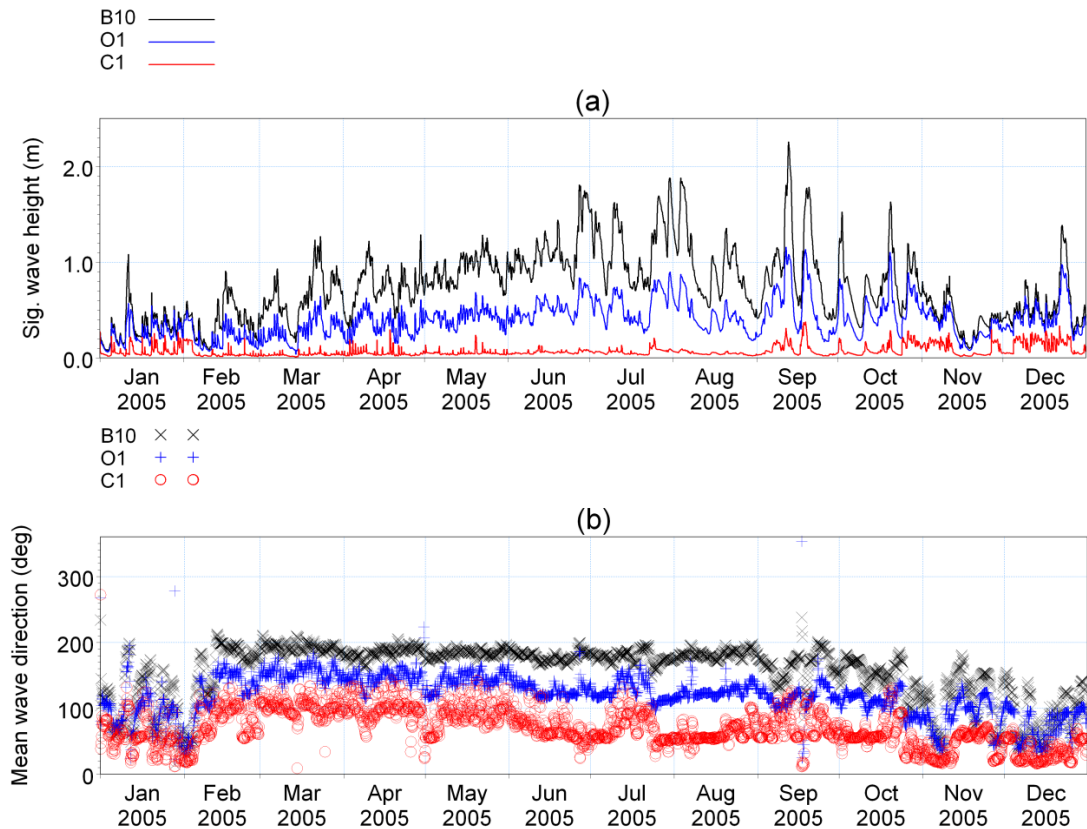 B10
O1
C1
(a)
Sig. wave height (m)
2.0
1.0
0.0
Jan Feb Mar Apr May Jun Jul Aug Sep Oct Nov Dec
2005 2005 2005 2005 2005 2005 2005 2005 2005 2005 2005 2005
B10
O1
C1
(b)
Mean wave direction (deg)
300
200
100
0
Jan Feb Mar Apr May Jun Jul Aug Sep Oct Nov Dec
2005 2005 2005 2005 2005 2005 2005 2005 2005 2005 2005 2005